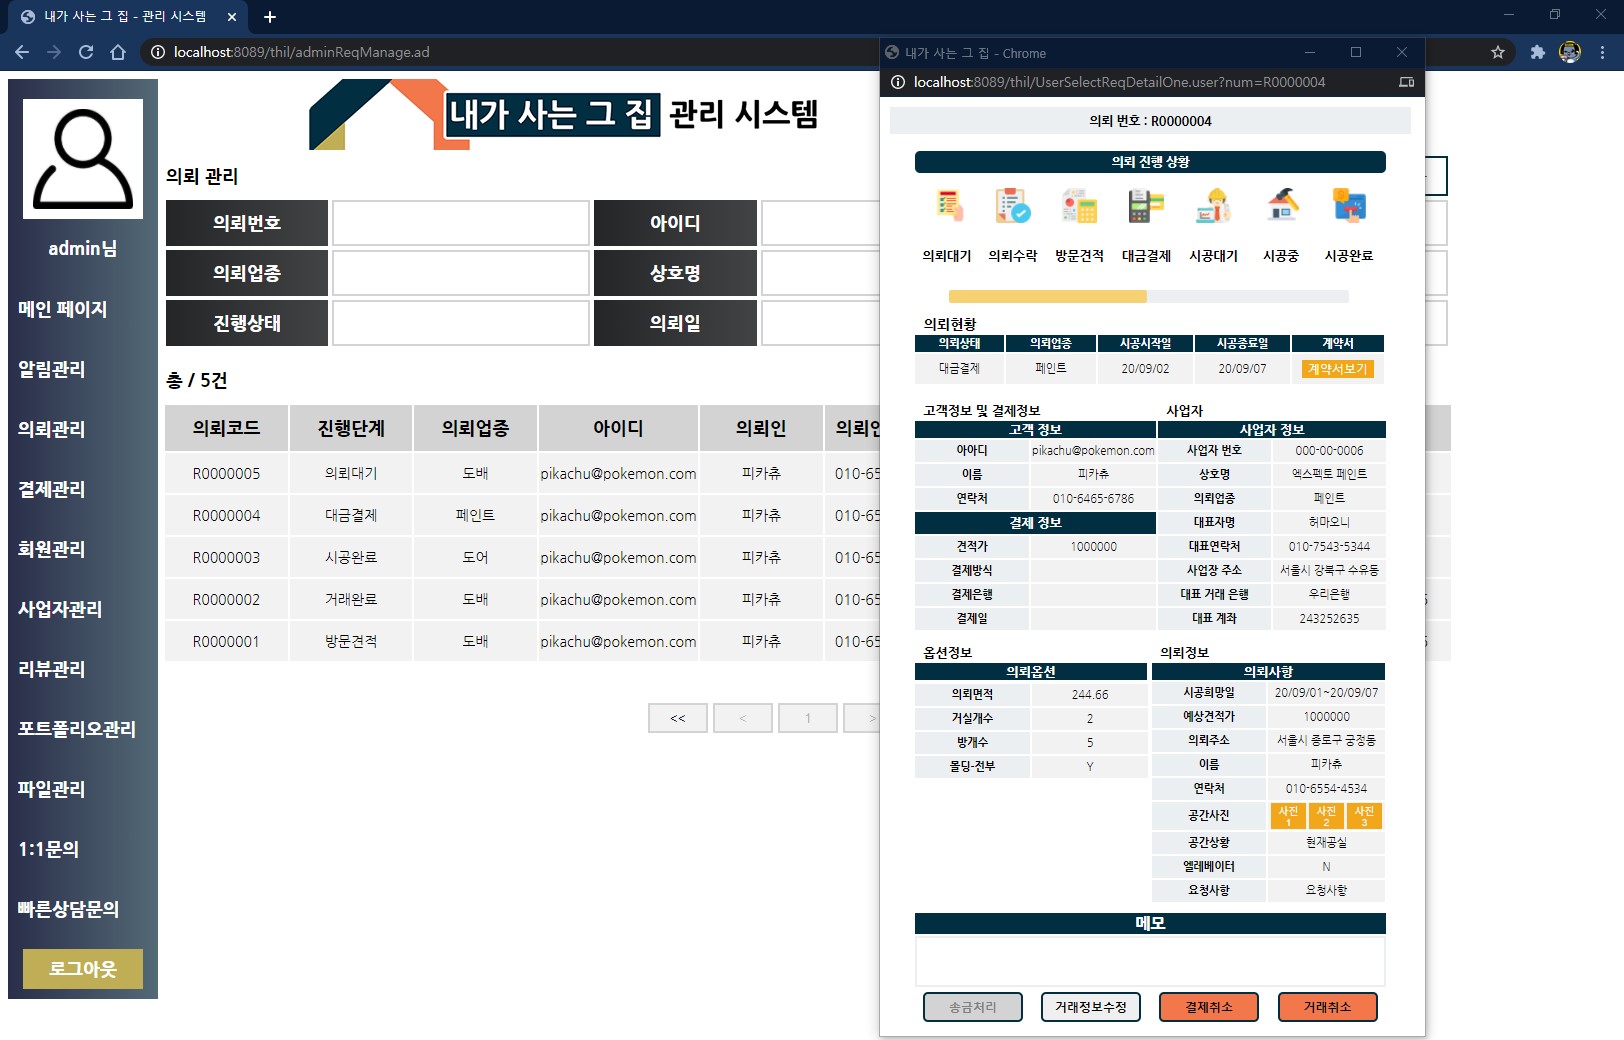 내가 사는 그 집 - 관리 시스템
localhost:8089/thil/adminReqManage.ad
admin님
메인 페이지
알림관리
의뢰관리
결제관리
회원관리
사업자관리
리뷰관리
포트폴리오관리
파일관리
1:1문의
빠른상담문의
로그아웃
내가 사는 그 집 관리 시스템
의뢰 관리
의뢰번호 아이디
의뢰업종 상호명
진행상태 의뢰일
총 / 5건
의뢰코드 진행단계 의뢰업종 아이디 의뢰인
R0000005 의뢰대기 도배 pikachu@pokemon.com 피카츄 010-65
R0000004 대금결제 페인트 pikachu@pokemon.com 피카츄 010-65
R0000003 시공완료 도어 pikachu@pokemon.com 피카츄 010-65
R0000002 거래완료 도배 pikachu@pokemon.com 피카츄 010-65
R0000001 방문견적 도배 pikachu@pokemon.com 피카츄 010-65
<< < 1 >
내가 사는 그 집 - Chrome
localhost:8089/thil/UserSelectReqDetailOne.user?num=R0000004
의뢰 번호 : R0000004
의뢰 진행 상황
의뢰대기 의뢰수락 방문견적 대금결제 시공대기 시공중 시공완료
의뢰현황
의뢰상태 의뢰업종 시공시작일 시공종료일 계약서
대금결제 페인트 20/09/02 20/09/07 계약서보기
고객정보 및 결제정보
고객 정보
아아디 pikachu@pokemon.com
이름 피카츄
연락처 010-6465-6786
결제 정보
견적가 1000000
결제방식
결제은행
결제일
사업자
사업자 정보
사업자 번호 000-00-0006
상호명 엑스펙토 페인트
의뢰업종 페인트
대표자명 허마오니
대표연락처 010-7543-5344
사업장 주소 서울시 강북구 수유동
대표 거래 은행 우리은행
대표 계좌 243252635
옵션정보
의뢰옵션
의뢰면적 244.66
거실개수 2
방개수 5
몰딩-전부 Y
의뢰정보
의뢰사항
시공희망일 20/09/01~20/09/07
예상견적가 1000000
의뢰주소 서울시 종로구 궁정동
이름 피카츄
연락처 010-6554-4534
공간사진 사진1 사진2 사진3
공간상황 현재공실
엘레베이터 N
요청사항 요청사항
메모
송금처리 거래정보수정 결제취소 거래취소